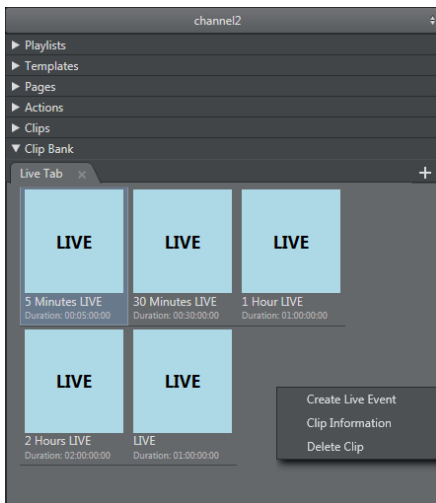 channel2
Playlists
Templates
Pages
Actions
Clips
Clip Bank
Live Tab
LIVE LIVE LIVE
5 Minutes LIVE 30 Minutes LIVE 1 Hour LIVE
Duration: 00:05:00:00 Duration: 00:30:00:00 Duration: 01:00:00:00
LIVE LIVE
2 Hours LIVE LIVE
Duration: 02:00:00:00 Duration: 01:00:00:00
Create Live Event
Clip Information
Delete Clip